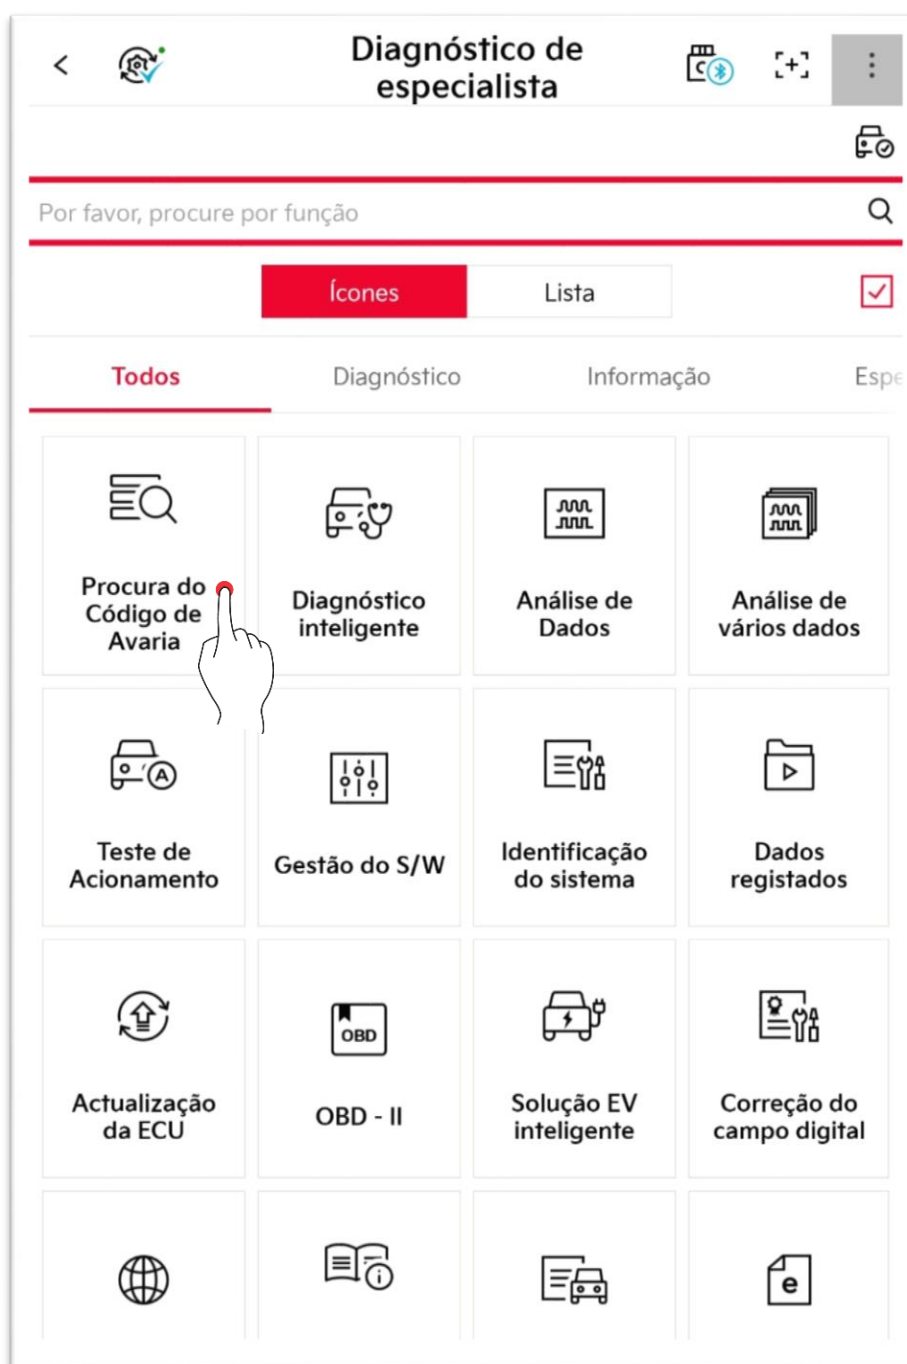 Diagnóstico de
especialista
Por favor, procure por função
Ícones
Lista
Todos
Diagnóstico
Informação
Espe
Procura do
Código de
Avaria
Diagnóstico
inteligente
Análise de
Dados
Análise de
vários dados
A
Teste de
Acionamento
Gestão do S/W
Identificação
do sistema
Dados
registados
Actualização
da ECU
OBD
OBD - II
Solução EV
inteligente
Correção do
campo digital
i
e